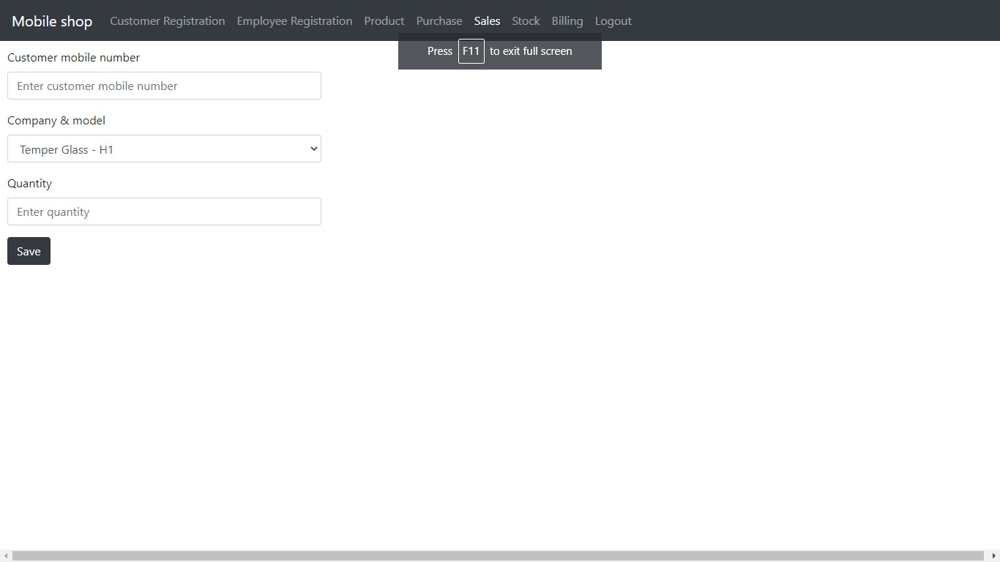 Mobile shop Customer Registration Employee Registration Product Purchase Sales Stock Billing Logout
Press F11 to exit full screen
Customer mobile number
Enter customer mobile number
Company & model
Temper Glass - H1
Quantity
Enter quantity
Save